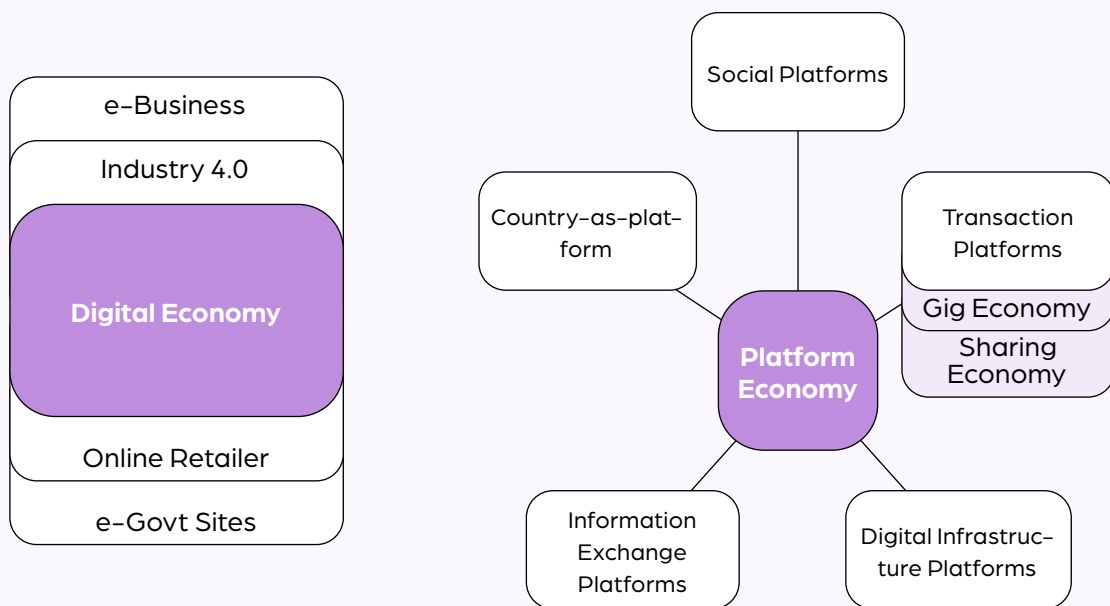 e-Business
Industry 4.0
Digital Economy
Online Retailer
e-Govt Sites
Social Platforms
Country-as-plat-
form
Transaction
Platforms
Gig Economy
Sharing
Economy
Platform
Economy
Information
Exchange
Platforms
Digital Infrastruc-
ture Platforms